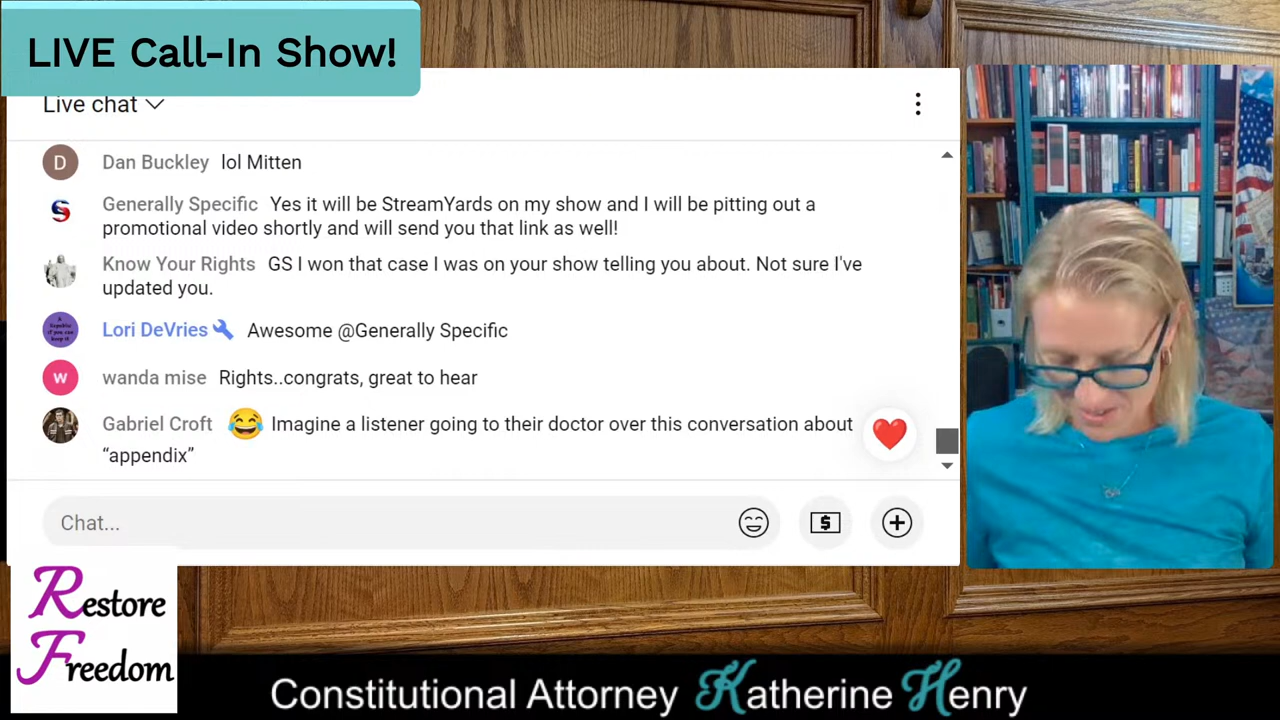 LIVE Call-In Show!
Live chat
D
Dan Buckley lol Mitten
S
Generally Specific Yes it will be StreamYards on my show and I will be pitting out a
promotional video shortly and will send you that link as well!
Know Your Rights GS I won that case I was on your show telling you about. Not sure I've
updated you.
Lori DeVries Awesome @Generally Specific
w
wanda mise Rights..congrats, great to hear
Gabriel Croft 😂 Imagine a listener going to their doctor over this conversation about
“appendix”
Chat...
$
Restore
Freedom
Constitutional Attorney Katherine Henry